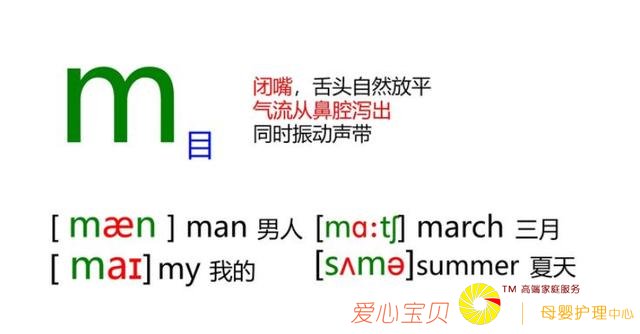 m 目
闭嘴，舌头自然放平
气流从鼻腔泻出
同时振动声带
[ mæn ] man 男人 [mɑ:tʃ] march 三月
[ maɪ] my 我的 [sʌmə] summer 夏天
TM 高端家庭服务
爱心宝贝 母婴护理中心